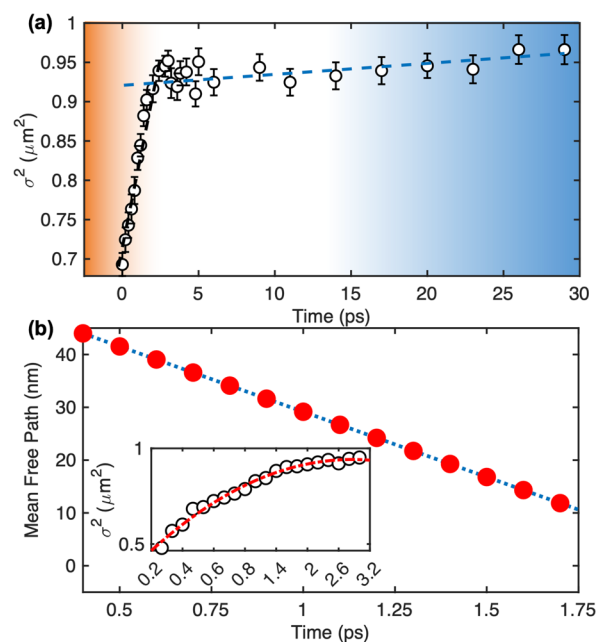 (a)
1
0.95
0.9
0.85
0.8
0.75
0.7
σ² (μm²)
0 5 10 15 20 25 30
Time (ps)
(b)
40
30
20
10
0
Mean Free Path (nm)
1
0.5
σ² (μm²)
0.2 0.4 0.6 0.8 1.4 2 2.6 3.2
0.5 0.75 1 1.25 1.5 1.75
Time (ps)